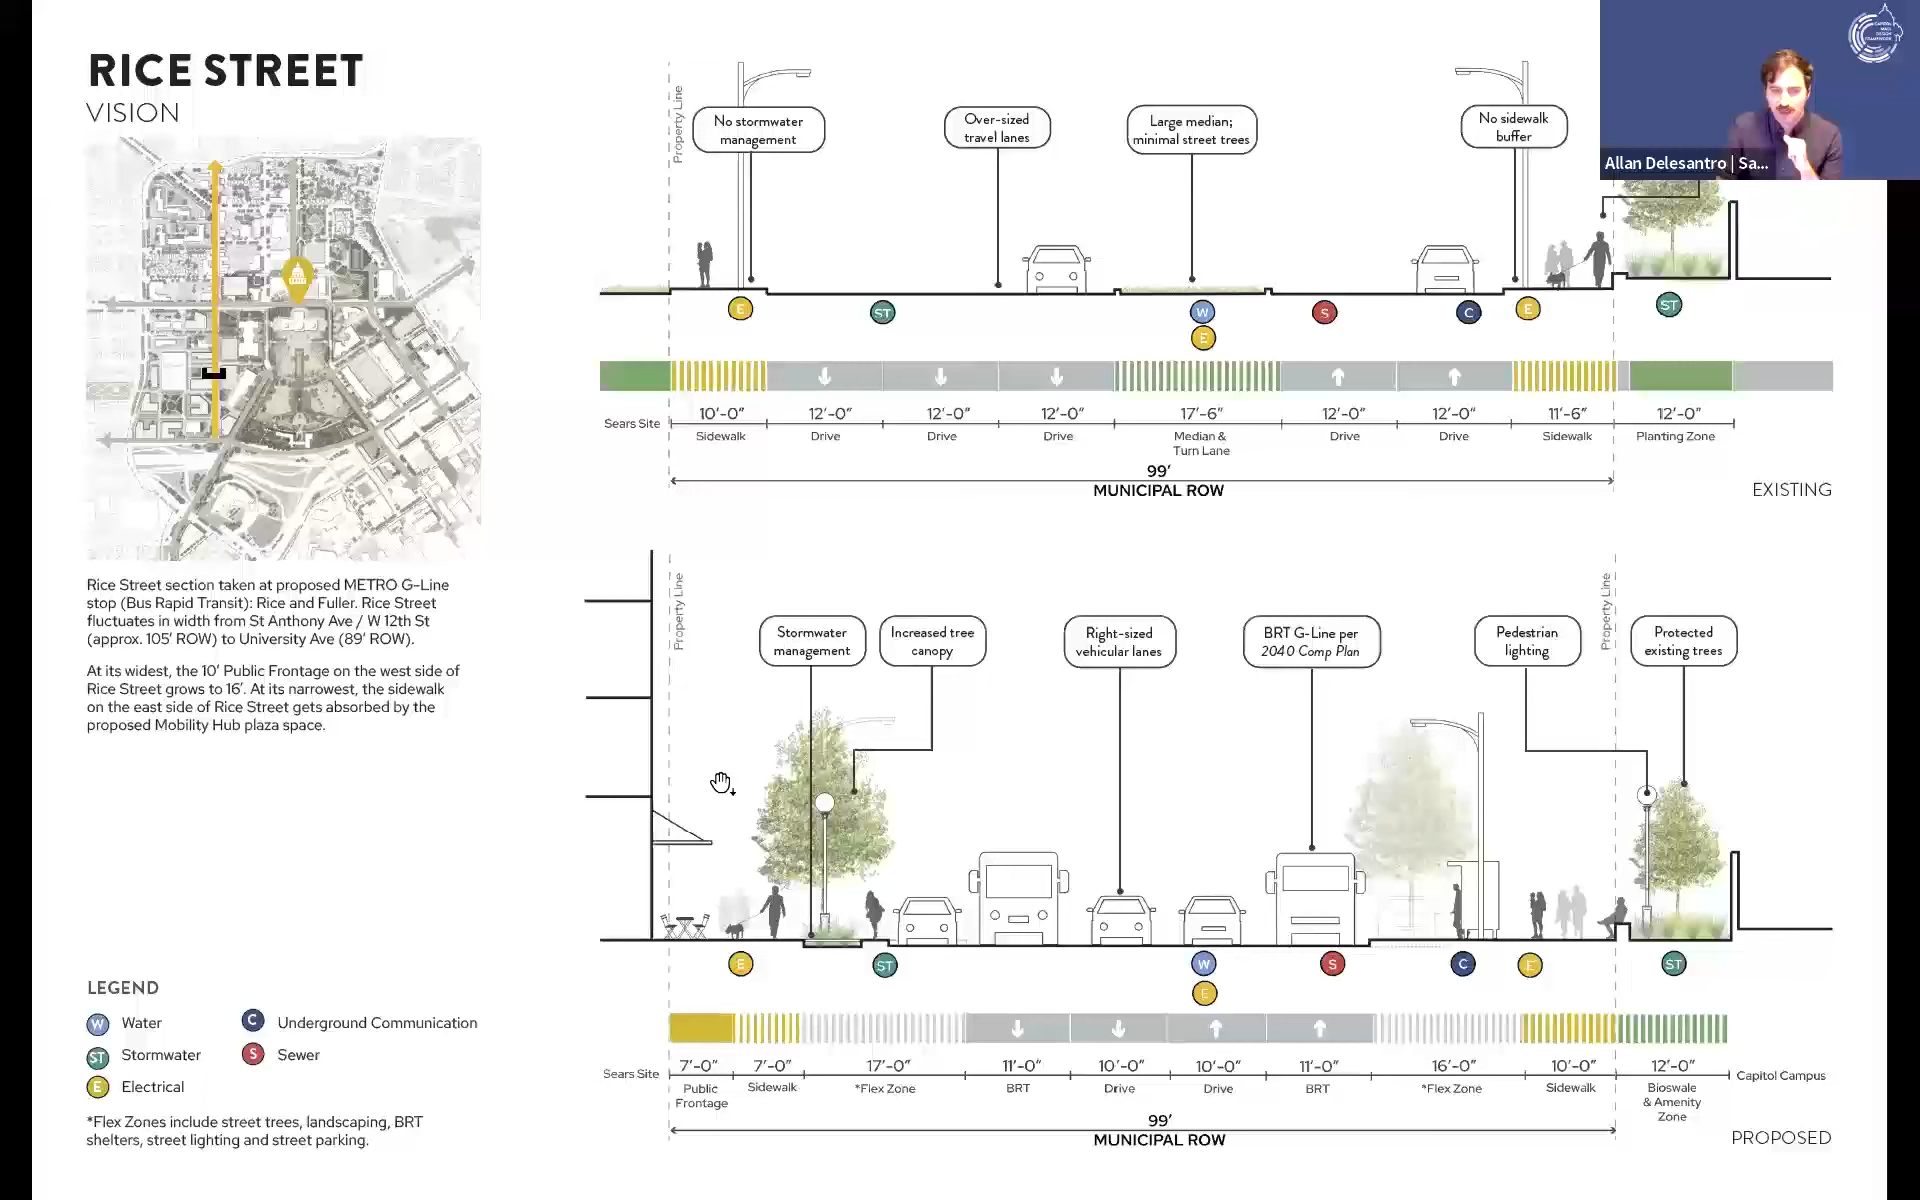 RICE STREET
VISION
Rice Street section taken at proposed METRO G-Line
stop (Bus Rapid Transit): Rice and Fuller. Rice Street
fluctuates in width from St Anthony Ave / W 12th St
(approx. 105' ROW) to University Ave (89' ROW).
At its widest, the 10' Public Frontage on the west side of
Rice Street grows to 16'. At its narrowest, the sidewalk
on the east side of Rice Street gets absorbed by the
proposed Mobility Hub plaza space.
LEGEND
W Water
ST Stormwater
E Electrical
C Underground Communication
S Sewer
*Flex Zones include street trees, landscaping, BRT
shelters, street lighting and street parking.
Property Line
No stormwater
management
Over-sized
travel lanes
Large median;
minimal street trees
No sidewalk
buffer
CAPITOL
MALL
DESIGN
FRAMEWORK
Allan Delesantro | Sa...
E ST W S C E ST
E
10'-0" 12'-0" 12'-0" 12'-0" 17'-6" 12'-0" 12'-0" 11'-6" 12'-0"
Sears Site Sidewalk Drive Drive Drive Median & Drive Drive Sidewalk Planting Zone
Turn Lane
99'
MUNICIPAL ROW
EXISTING
Property Line
Property Line
Stormwater
management
Increased tree
canopy
Right-sized
vehicular lanes
BRT G-Line per
2040 Comp Plan
Pedestrian
lighting
Protected
existing trees
E ST W S C E ST
E
7'-0" 7'-0" 17'-0" 11'-0" 10'-0" 10'-0" 11'-0" 16'-0" 10'-0" 12'-0"
Sears Site Public Sidewalk *Flex Zone BRT Drive Drive *BRT *Flex Zone Sidewalk Bioswale Capitol Campus
Frontage & Amenity
Zone
99'
MUNICIPAL ROW
PROPOSED